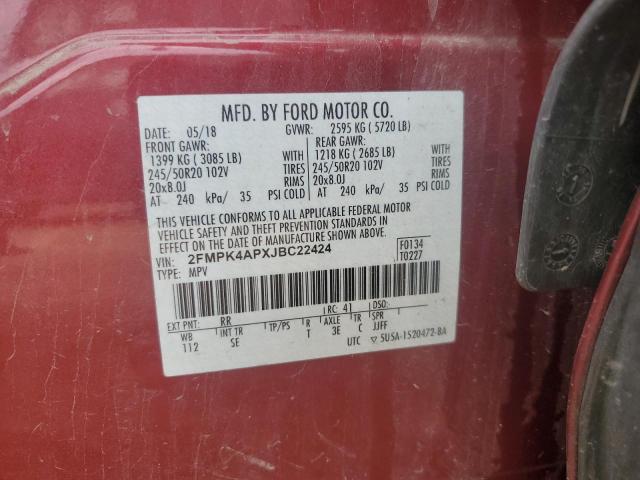 MFD. BY FORD MOTOR CO.
DATE: 05/18 GVWR: 2595 KG ( 5720 LB)
FRONT GAWR: REAR GAWR:
1399 KG ( 3085 LB) WITH 1218 KG ( 2685 LB) WITH
245/50R20 102V TIRES 245/50R20 102V TIRES
20x8.0J RIMS 20x8.0J RIMS
AT 240 kPa/ 35 PSI COLD AT 240 kPa/ 35 PSI COLD
THIS VEHICLE CONFORMS TO ALL APPLICABLE FEDERAL MOTOR
VEHICLE SAFETY AND THEFT PREVENTION STANDARDS IN
EFFECT ON THE DATE OF MANUFACTURE SHOWN ABOVE.
VIN: 2FMPK4APXJBC22424 F0134
TYPE: MPV T0227
EXT PNT: RR RC: 41 DSO:
WB INT TR TP/PS R AXLE TR SPR
112 SE T 3E C JJFF
UTC 5U5A-1520472-BA